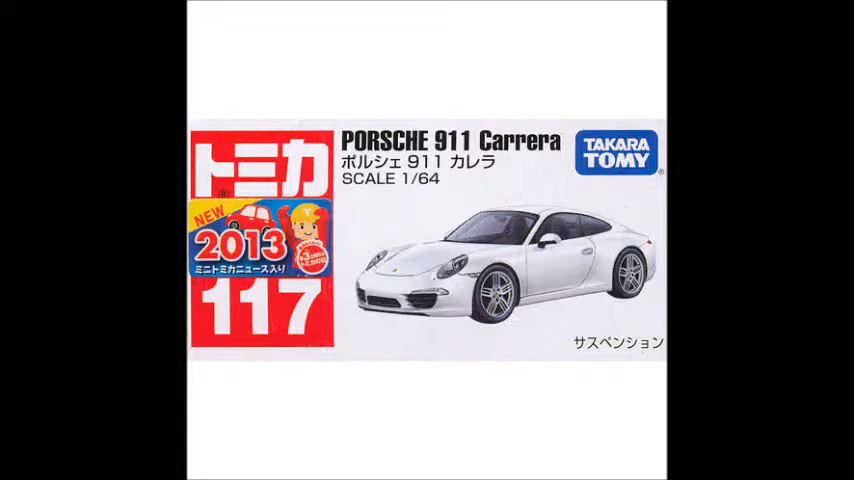 トミカ
NEW
2013
ミニトミカニュース入り
117
PORSCHE 911 Carrera
ポルシェ 911 カレラ
SCALE 1/64
TAKARA
TOMY
サスペンション